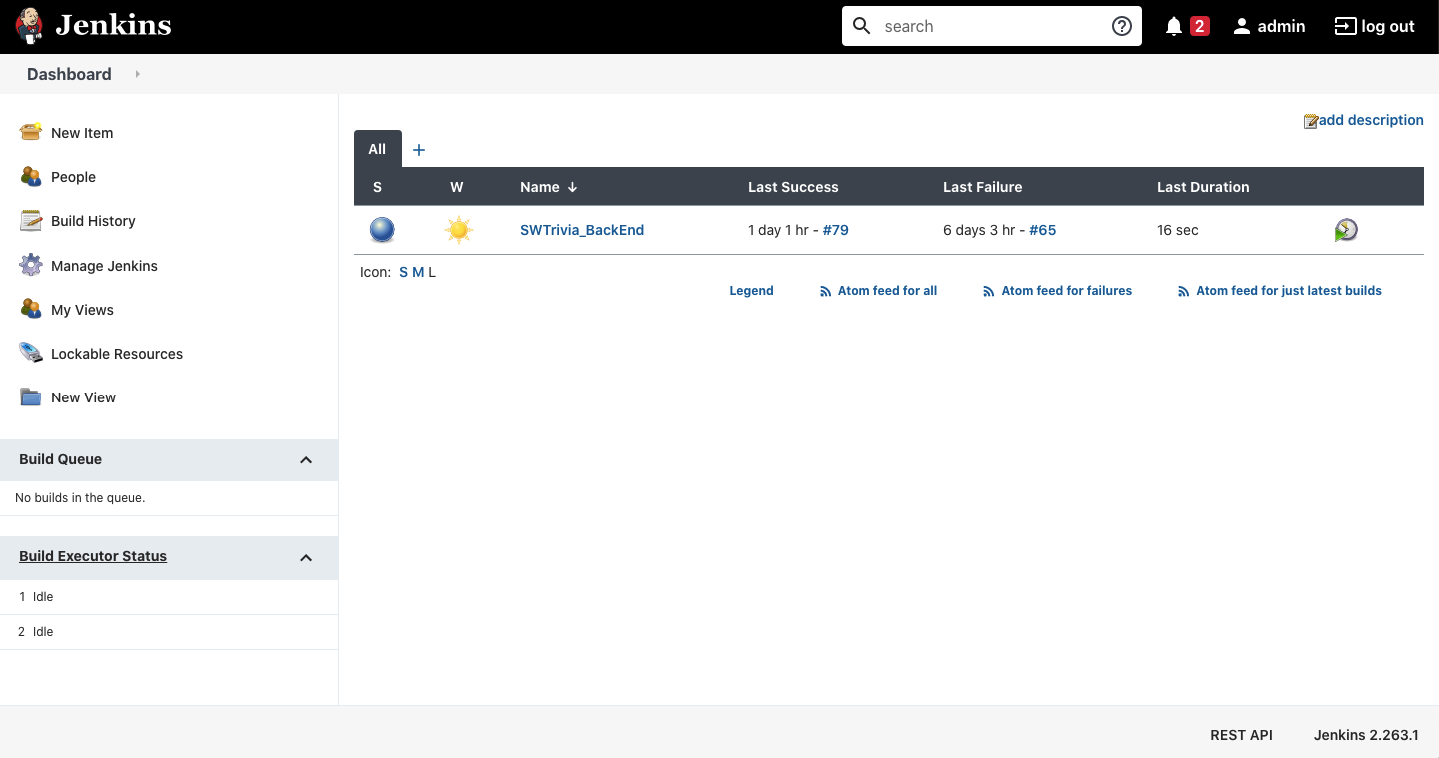 Jenkins
search
2
admin
log out
Dashboard
New Item
People
Build History
Manage Jenkins
My Views
Lockable Resources
New View
Build Queue
No builds in the queue.
Build Executor Status
1 Idle
2 Idle
add description
All +
S W Name ↓ Last Success Last Failure Last Duration
SWTrivia_BackEnd 1 day 1 hr - #79 6 days 3 hr - #65 16 sec
Icon: S M L
Legend Atom feed for all Atom feed for failures Atom feed for just latest builds
REST API Jenkins 2.263.1